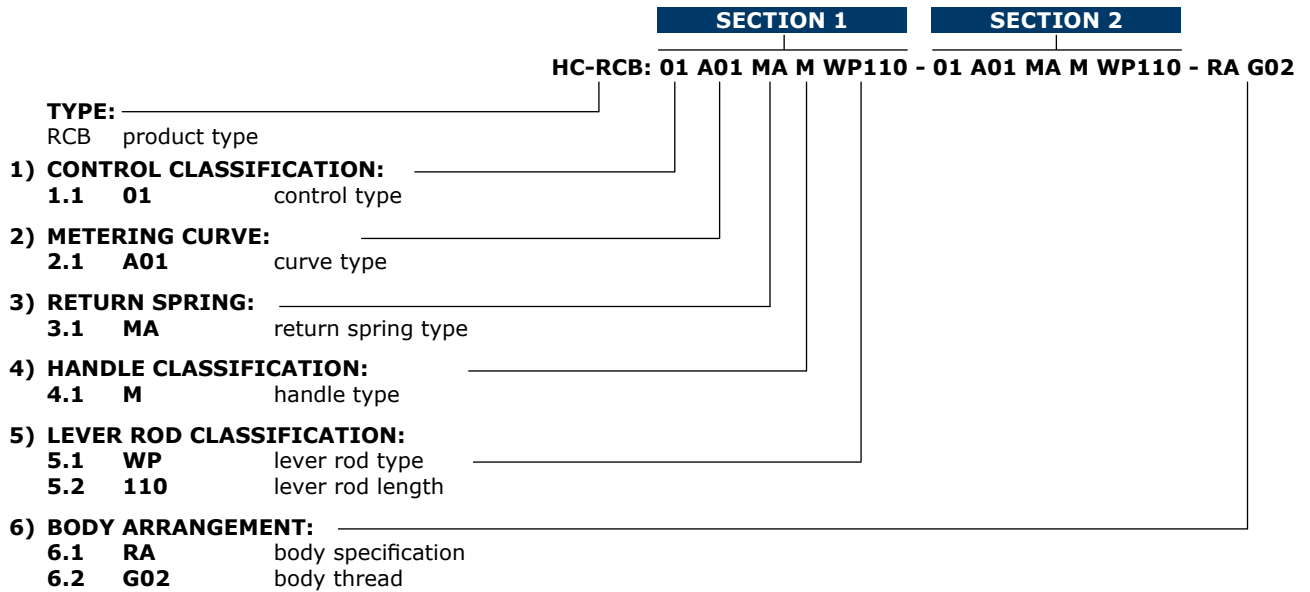 SECTION 1 SECTION 2
HC-RCB: 01 A01 MA M WP110 - 01 A01 MA M WP110 - RA G02
TYPE:
RCB product type
1) CONTROL CLASSIFICATION:
1.1 01 control type
2) METERING CURVE:
2.1 A01 curve type
3) RETURN SPRING:
3.1 MA return spring type
4) HANDLE CLASSIFICATION:
4.1 M handle type
5) LEVER ROD CLASSIFICATION:
5.1 WP lever rod type
5.2 110 lever rod length
6) BODY ARRANGEMENT:
6.1 RA body specification
6.2 G02 body thread